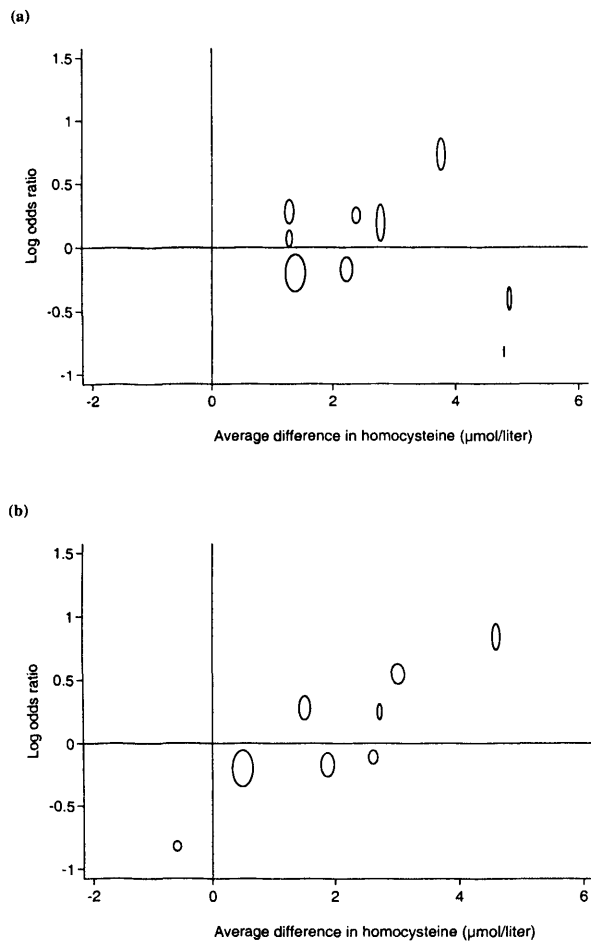 (a)
1.5
1
0.5
0
-0.5
-1
Log odds ratio
-2 0 2 4 6
Average difference in homocysteine (µmol/liter)
(b)
1.5
1
0.5
0
-0.5
-1
Log odds ratio
-2 0 2 4 6
Average difference in homocysteine (µmol/liter)